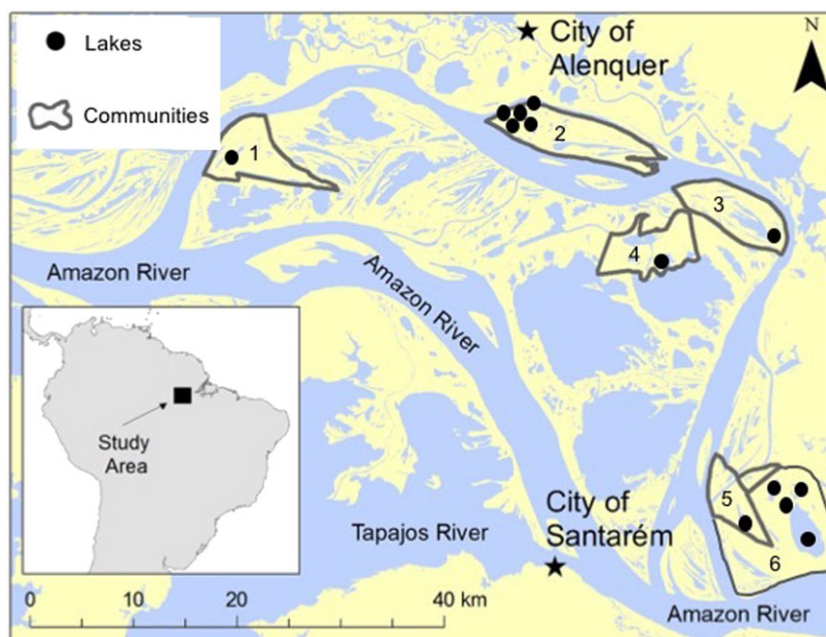 Lakes
Communities
City of
Alenquer
N
1
2
3
4
Amazon River
Amazon River
Study
Area
5
6
City of
Santarém
Tapajos River
Amazon River
0 10 20 40 km